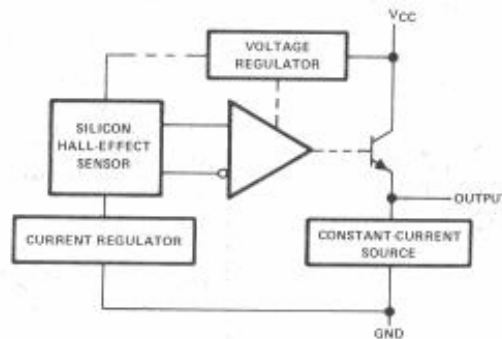 VCC
VOLTAGE
REGULATOR
SILICON
HALL-EFFECT
SENSOR
OUTPUT
CURRENT REGULATOR
CONSTANT-CURRENT
SOURCE
GND